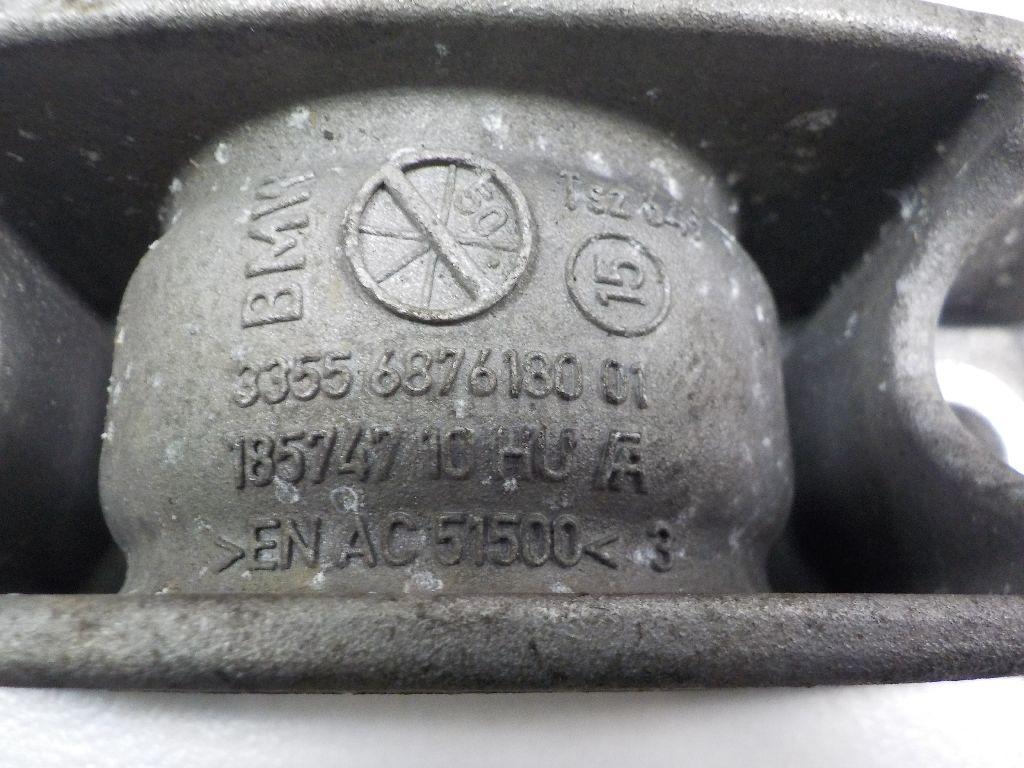 BMW
50
15
3355 6876180 01
185747 10 HU
>EN AC 51500< 3